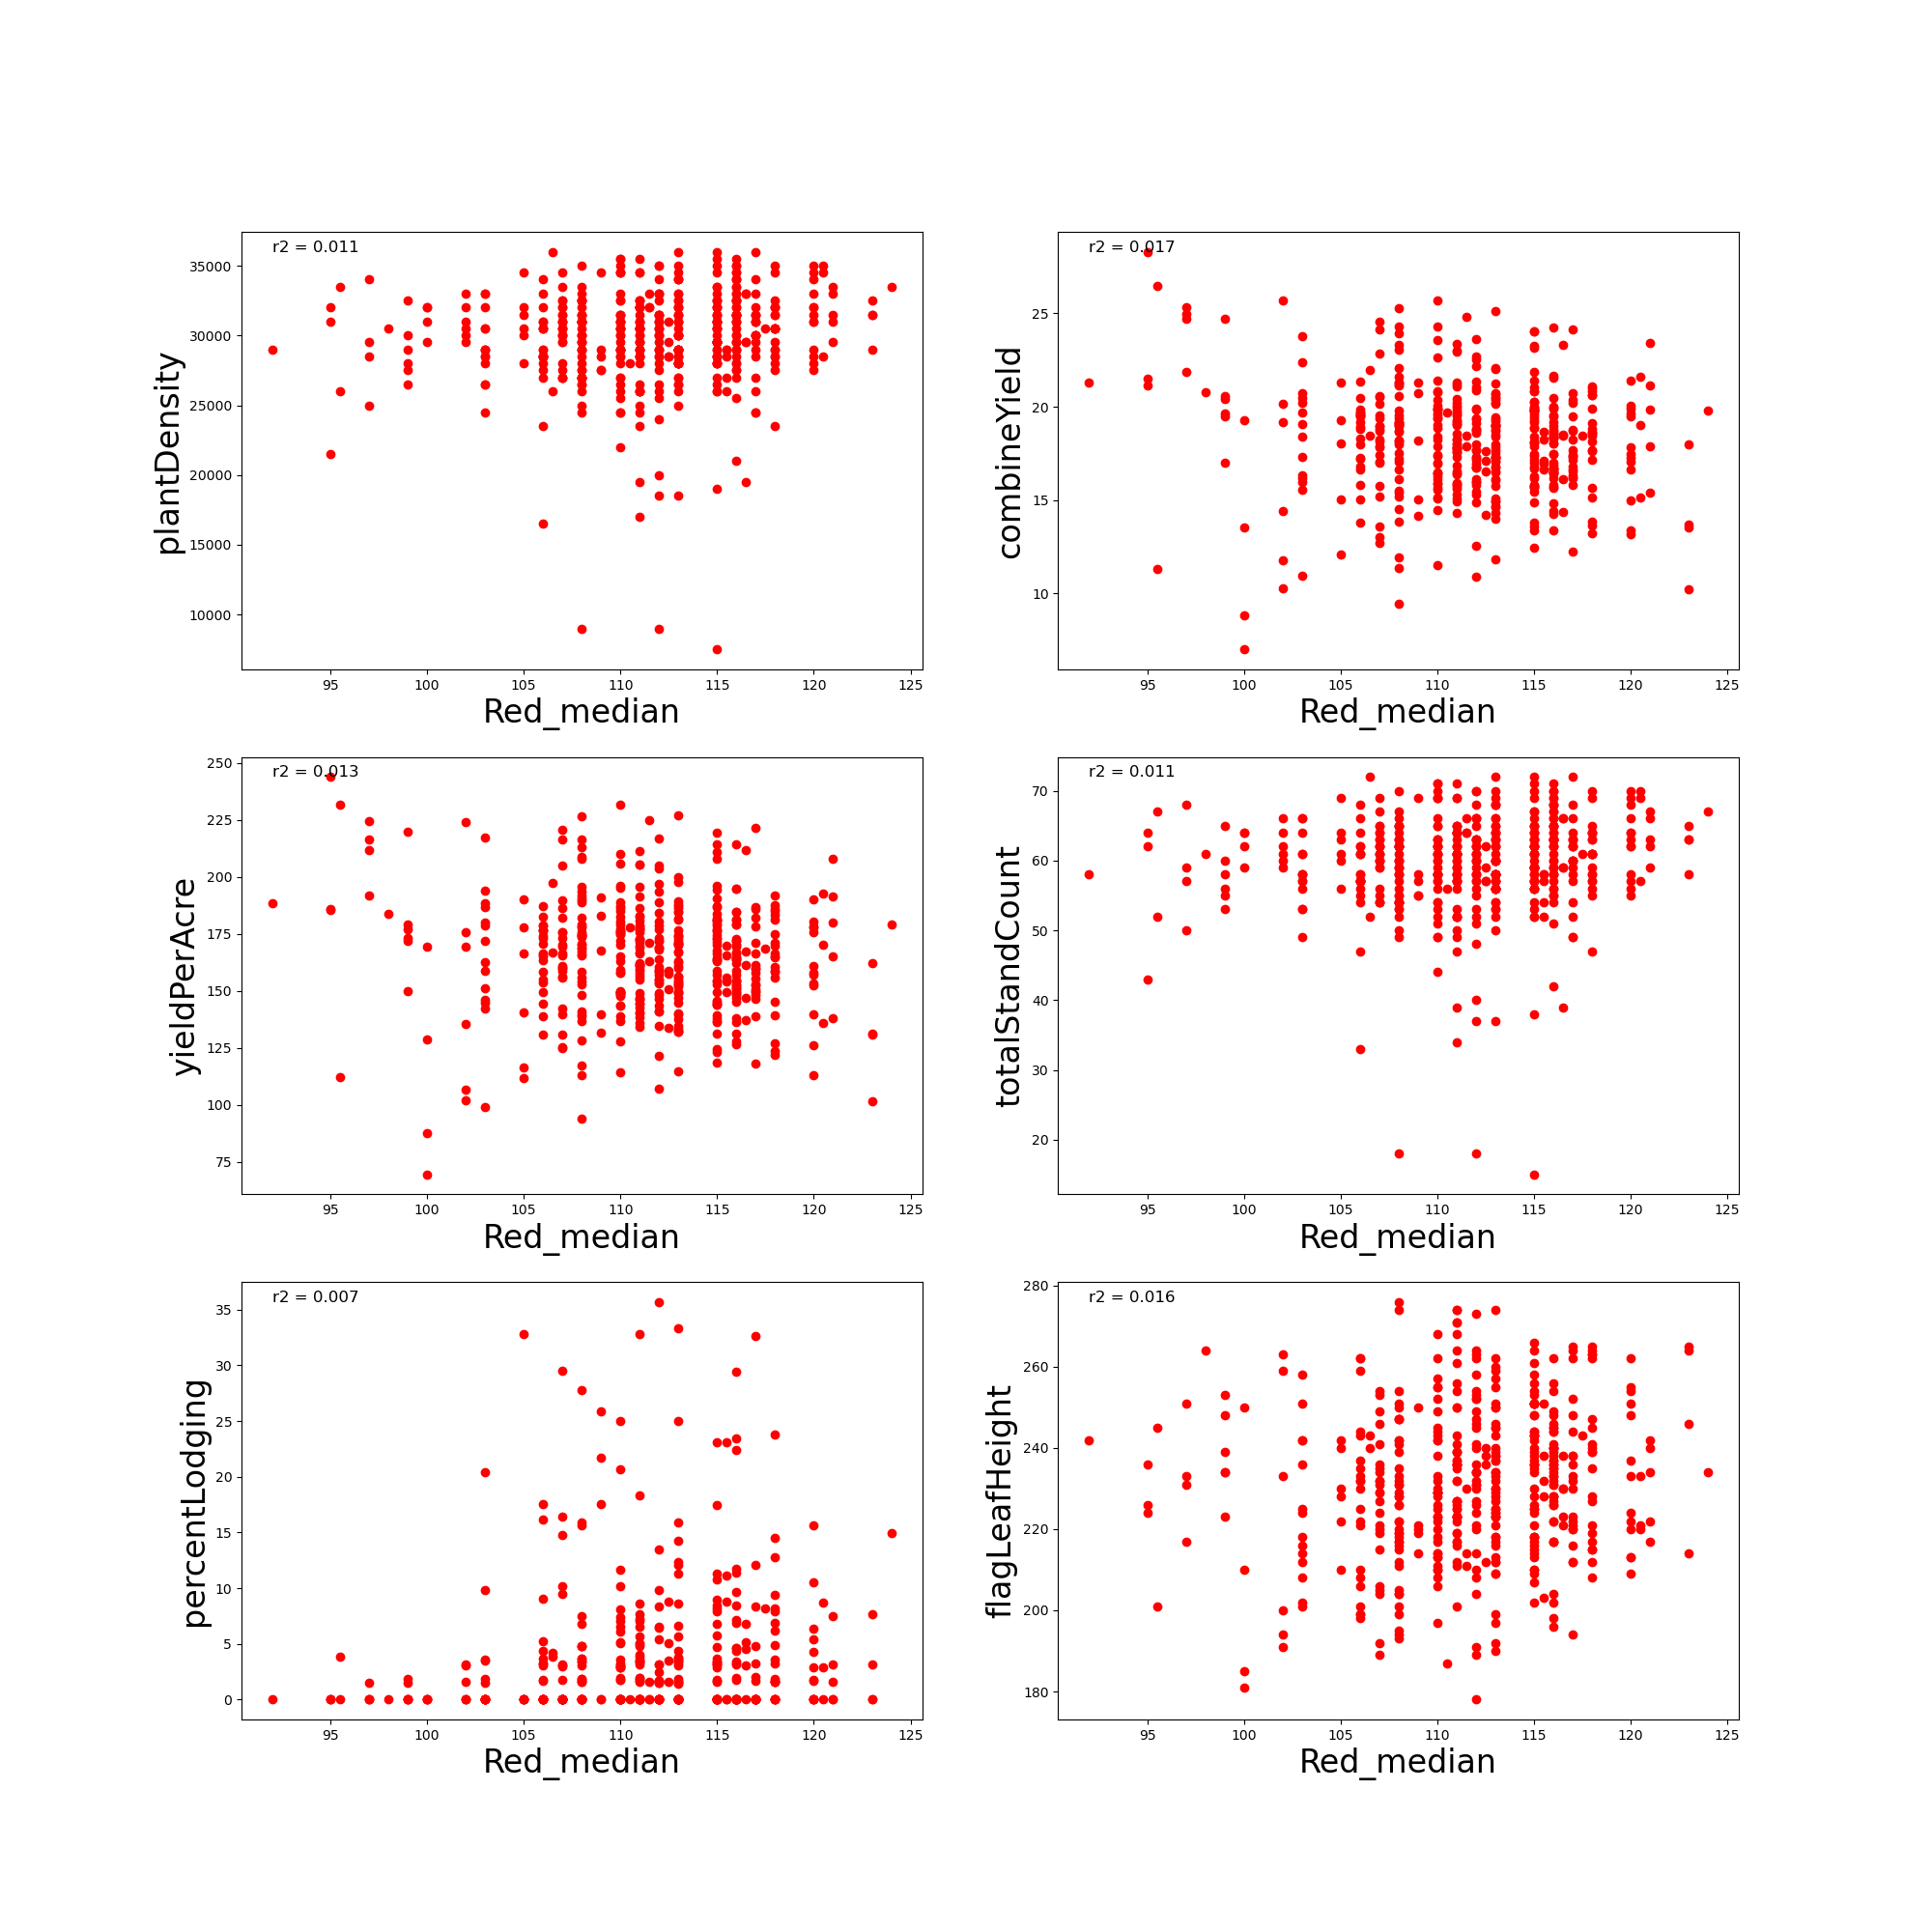 r2 = 0.011
35000
30000
25000
20000
15000
10000
plantDensity
95 100 105 110 115 120 125
Red_median
r2 = 0.017
25
20
15
10
combineYield
95 100 105 110 115 120 125
Red_median
r2 = 0.013
250
225
200
175
150
125
100
75
yieldPerAcre
95 100 105 110 115 120 125
Red_median
r2 = 0.011
70
60
50
40
30
20
totalStandCount
95 100 105 110 115 120 125
Red_median
r2 = 0.007
35
30
25
20
15
10
5
0
percentLodging
95 100 105 110 115 120 125
Red_median
r2 = 0.016
280
260
240
220
200
180
flagLeafHeight
95 100 105 110 115 120 125
Red_median